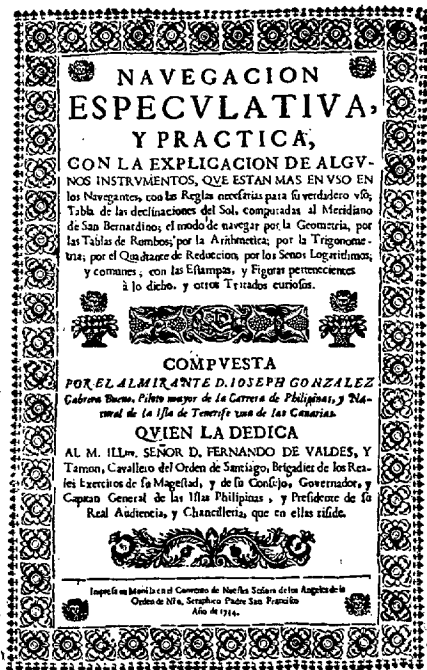 NAVEGACION
ESPECVLATIVA,
Y PRACTICA,
CON LA EXPLICACION DE ALGV-
NOS INSTRVMENTOS, QVE ESTAN MAS EN VSO EN
los Navegantes, con las Reglas necesarias para su verdadero vso;
Tabla de las declinaciones del Sol, computadas al Meridiano
de San Bernardino; el modo de navegar por la Geometria, por
las Tablas de Rumbos; por la Arithmetica; por la Trigonome-
tria; por el Quadrante de Reduccion; por los Senos Logarithmos;
y comunes; con las Estampas, y Figuras pertenecientes
à lo dicho. y otros Tratados curiosos.
COMPVESTA
POR EL ALMIRANTE D. IOSEPH GONZALEZ
Cabrera Bueno, Piloto mayor de la Carrera de Philipinas, y Na-
tural de la Isla de Tenerife una de las Canarias.
QVIEN LA DEDICA
AL M. ILLtre. SEÑOR D. FERNANDO DE VALDES, Y
Tamon, Cavallero del Orden de Santiago, Brigadier de los Rea-
les Exercitos de su Magestad, y de su Consejo, Governador, y
Capitan General de las Islas Philipinas, y Presidente de su
Real Audiencia, y Chancilleria, que en ellas reside.
Impresa en Manila en el Convento de Nuestra Señora de los Angeles de la
Orden de Nro. Seraphico Padre San Francisco
Año de 1734.